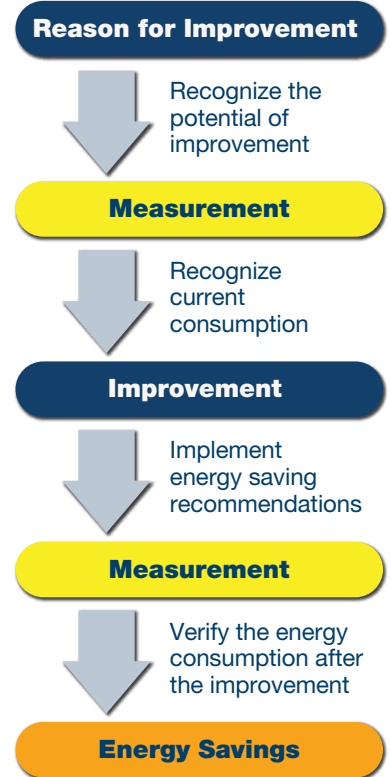 Reason for Improvement
Recognize the
potential of
improvement
Measurement
Recognize
current
consumption
Improvement
Implement
energy saving
recommendations
Measurement
Verify the energy
consumption after
the improvement
Energy Savings